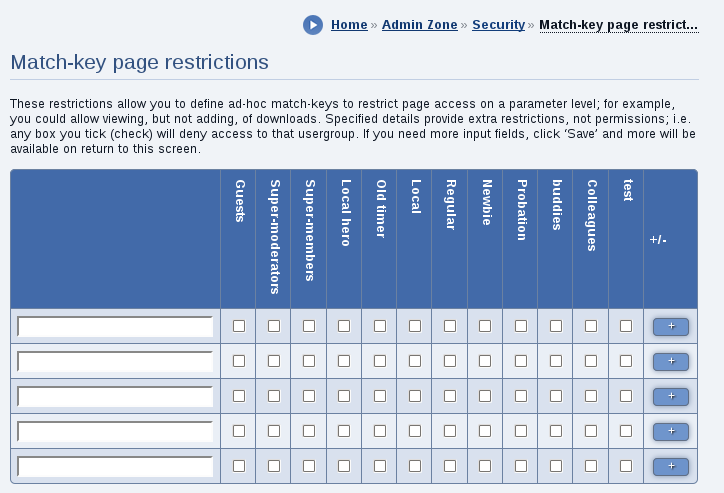 Home » Admin Zone » Security » Match-key page restrict...
Match-key page restrictions
These restrictions allow you to define ad-hoc match-keys to restrict page access on a parameter level; for example,
you could allow viewing, but not adding, of downloads. Specified details provide extra restrictions, not permissions; i.e.
any box you tick (check) will deny access to that usergroup. If you need more input fields, click ‘Save’ and more will be
available on return to this screen.
Guests
Super-moderators
Super-members
Local hero
Old timer
Local
Regular
Newbie
Probation
buddies
Colleagues
test
+/-
+
+
+
+
+